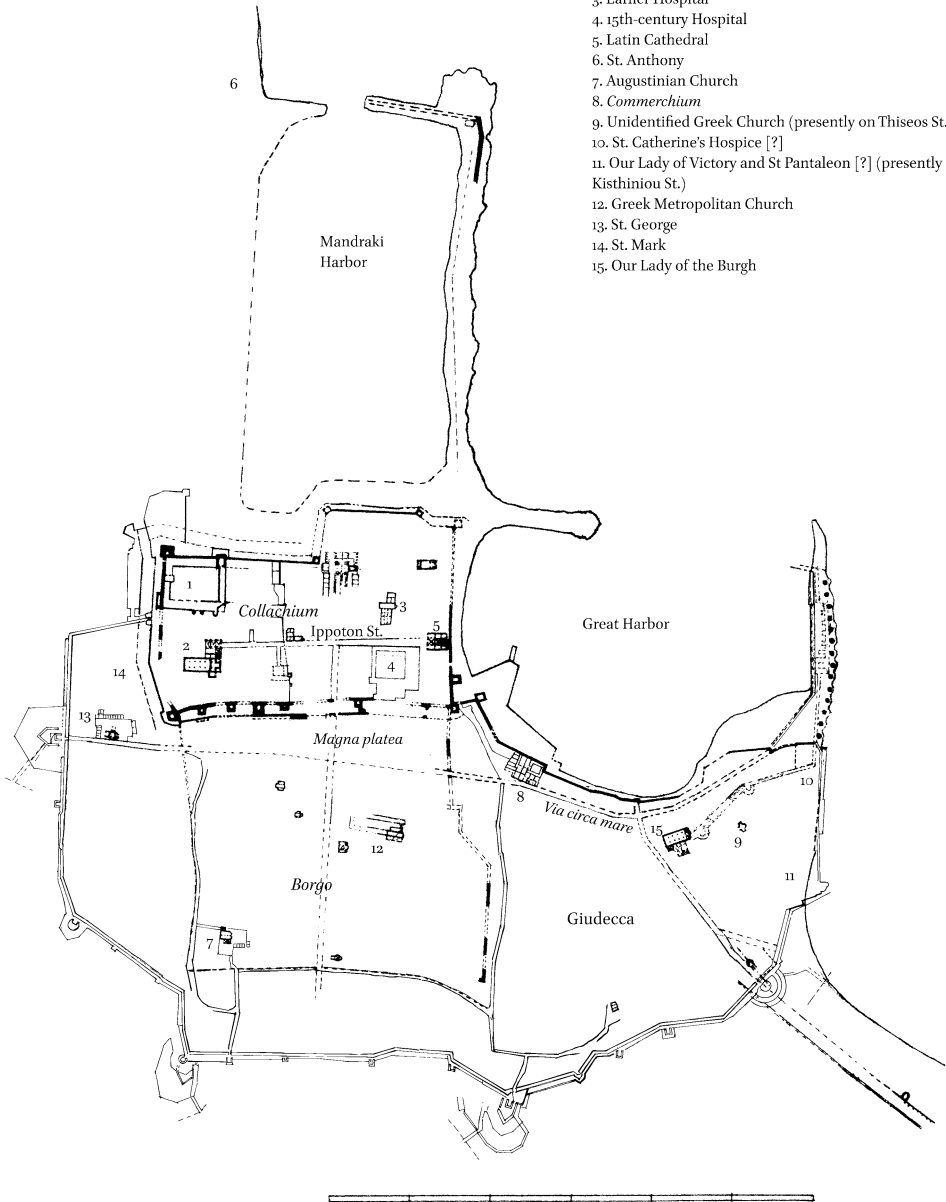 3. Earlier Hospital
4. 15th-century Hospital
5. Latin Cathedral
6. St. Anthony
7. Augustinian Church
8. Commerchium
9. Unidentified Greek Church (presently on Thiseos St.
10. St. Catherine's Hospice [?]
11. Our Lady of Victory and St Pantaleon [?] (presently
Kisthiniou St.)
12. Greek Metropolitan Church
13. St. George
14. St. Mark
15. Our Lady of the Burgh
6
Mandraki
Harbor
1
Collachium
3
Ippoton St.
5
Great Harbor
2
4
14
13
Magna platea
8
Via circa mare
10
15
9
12
11
Borgo
Giudecca
7